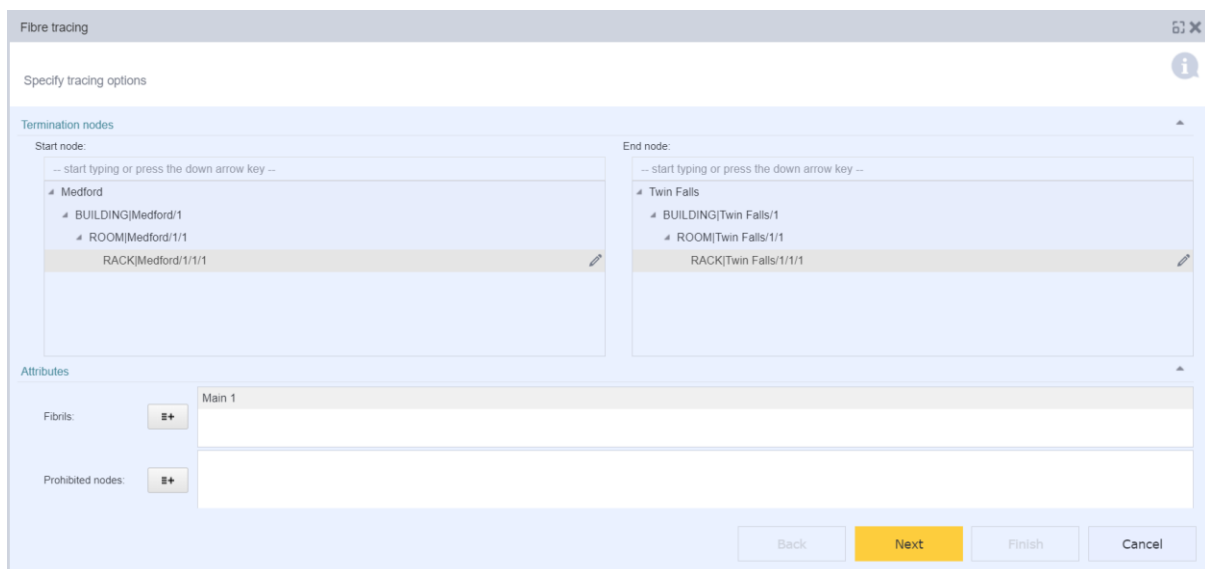 Fibre tracing
Specify tracing options
Termination nodes
Start node:
-- start typing or press the down arrow key --
Medford
BUILDING|Medford/1
ROOM|Medford/1/1
RACK|Medford/1/1/1
End node:
-- start typing or press the down arrow key --
Twin Falls
BUILDING|Twin Falls/1
ROOM|Twin Falls/1/1
RACK|Twin Falls/1/1/1
Attributes
Fibrils:
Main 1
Prohibited nodes:
Back Next Finish Cancel